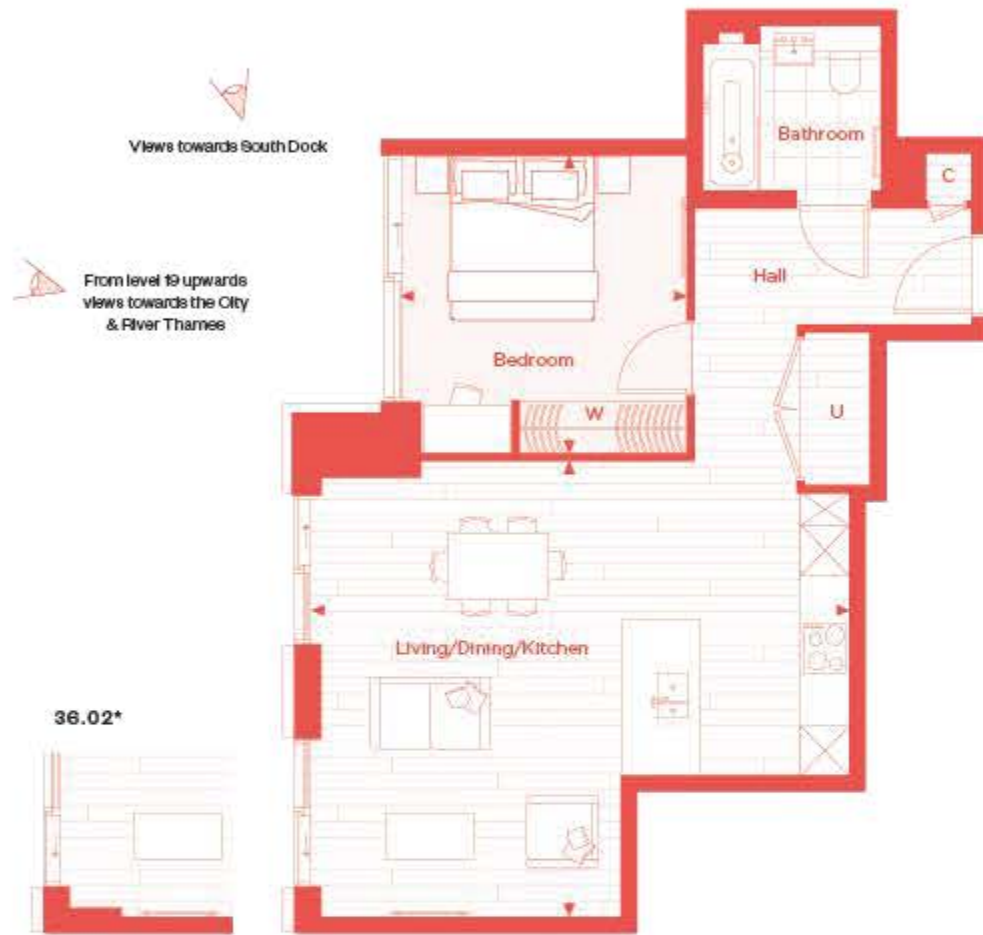 Views towards South Dock
From level 19 upwards
views towards the City
& River Thames
Bathroom
C
Hall
Bedroom
W
U
Living/Dining/Kitchen
36.02*